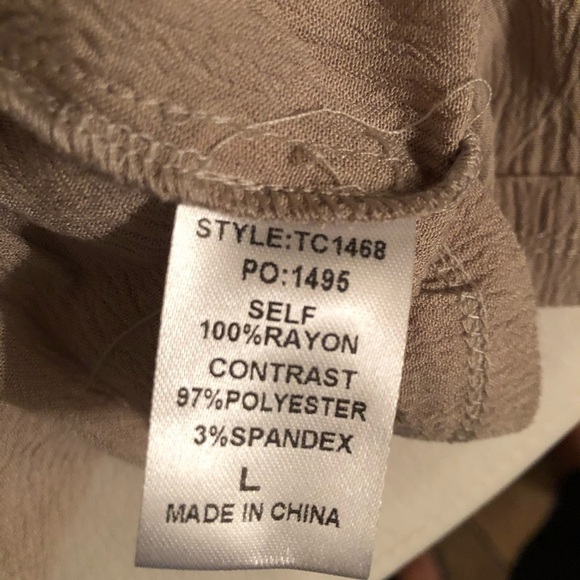 STYLE:TC1468
PO:1495
SELF
100%RAYON
CONTRAST
97%POLYESTER
3%SPANDEX
L
MADE IN CHINA